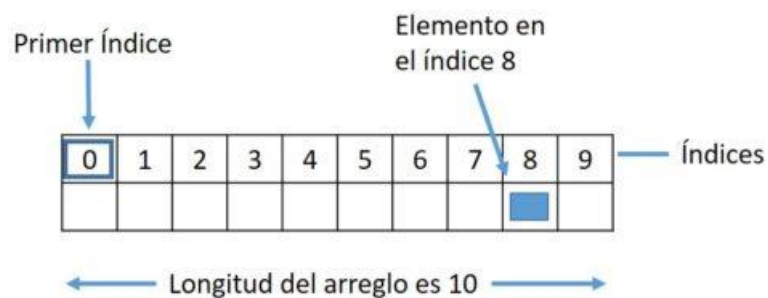 Primer Índice
Elemento en
el índice 8
0 1 2 3 4 5 6 7 8 9
Índices
Longitud del arreglo es 10